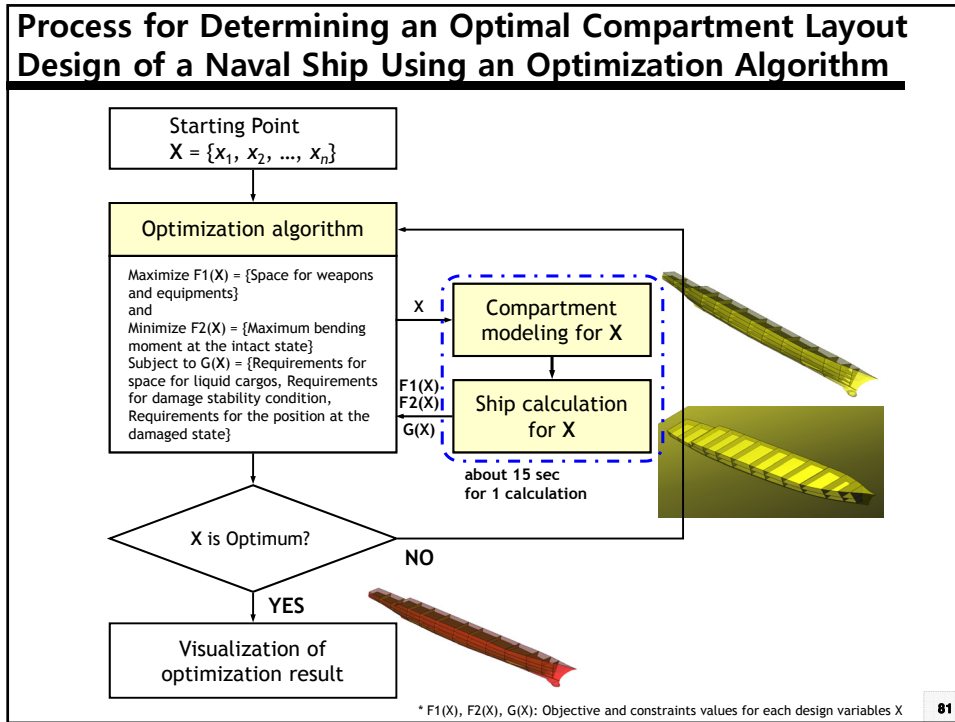 Process for Determining an Optimal Compartment Layout
Design of a Naval Ship Using an Optimization Algorithm
Starting Point
X = {x₁, x₂, …, xₙ}
Optimization algorithm
Maximize F1(X) = {Space for weapons
and equipments}
and
Minimize F2(X) = {Maximum bending
moment at the intact state}
Subject to G(X) = {Requirements for
space for liquid cargos, Requirements
for damage stability condition,
Requirements for the position at the
damaged state}
X
Compartment
modeling for X
F1(X)
F2(X)
G(X)
Ship calculation
for X
about 15 sec
for 1 calculation
X is Optimum?
NO
YES
Visualization of
optimization result
* F1(X), F2(X), G(X): Objective and constraints values for each design variables X
81